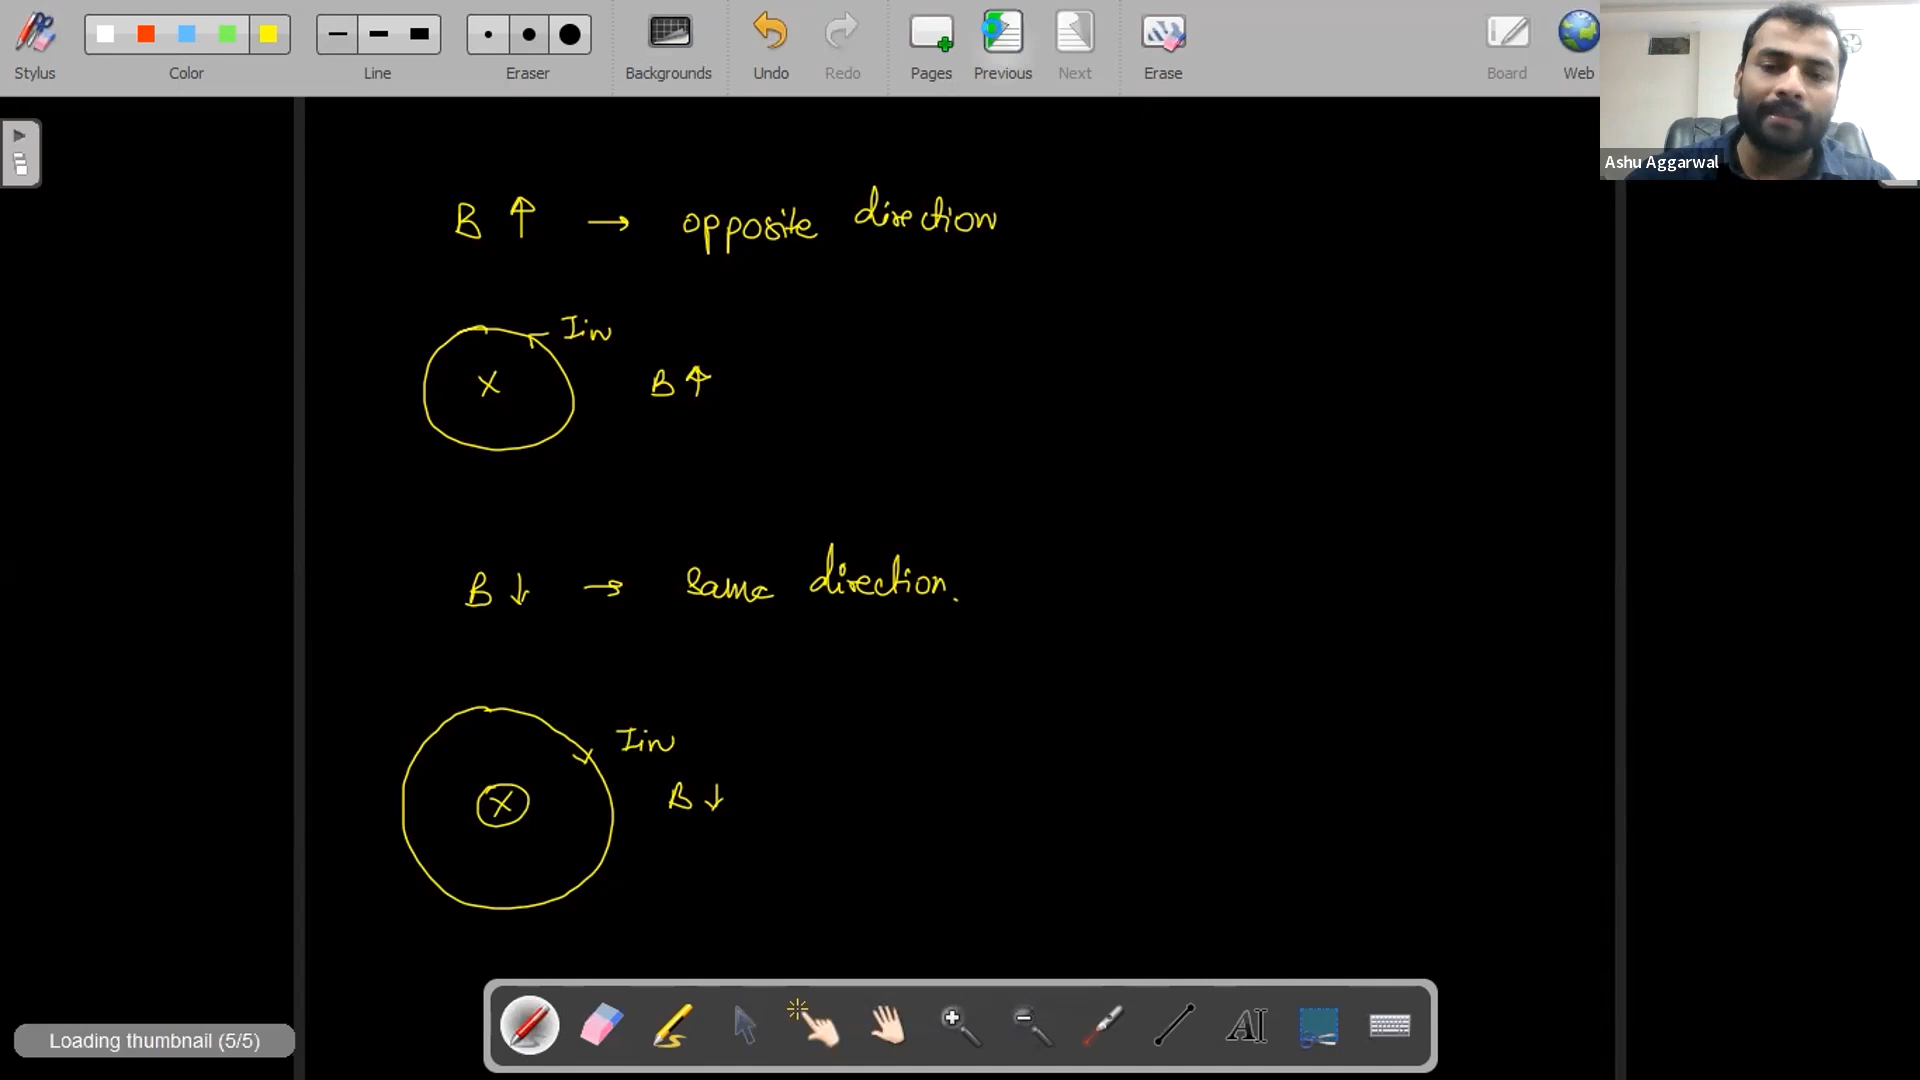 Stylus
Color
Line
Eraser
Backgrounds
Undo
Redo
Pages
Previous
Next
Erase
Board
Web
Ashu Aggarwal
B ↑ → opposite direction
Iin
X
B ↑
B ↓ → same direction.
Iin
X
B ↓
Loading thumbnail (5/5)
AI